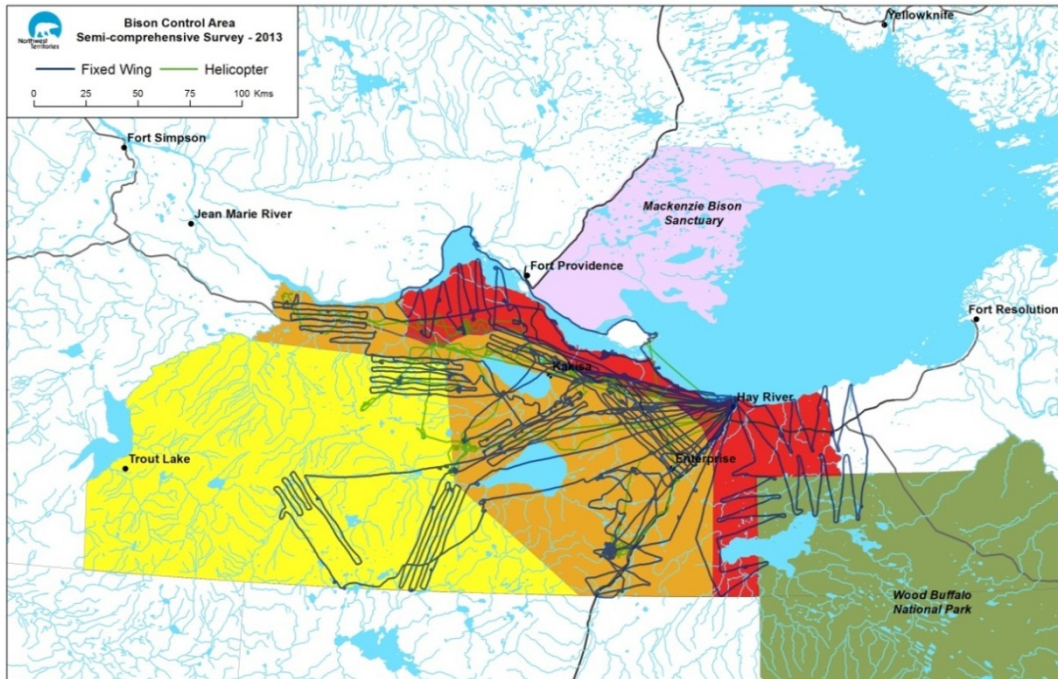 Bison Control Area
Semi-comprehensive Survey - 2013
Northwest
Territories
Fixed Wing
Helicopter
0 25 50 75 100 Kms
Yellowknife
Fort Simpson
Jean Marie River
Mackenzie Bison
Sanctuary
Fort Providence
Fort Resolution
Kakisa
Hay River
Trout Lake
Enterprise
Wood Buffalo
National Park